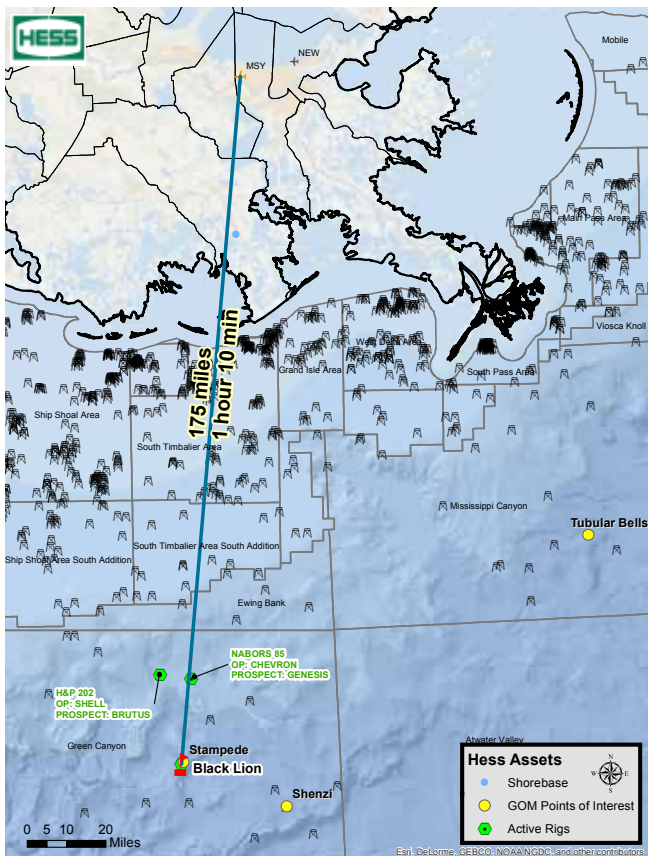 HESS
Mobile
NEW
MSY
Main Pass Area
Viosca Knoll
175 miles
1 hour 10 min
West Delta Area
Grand Isle Area
South Pass Area
Ship Shoal Area
South Timbalier Area
Mississippi Canyon
Tubular Bells
South Timbalier Area South Addition
Ship Shoal Area South Addition
Ewing Bank
NABORS 85
OP: CHEVRON
PROSPECT: GENESIS
H&P 202
OP: SHELL
PROSPECT: BRUTUS
Green Canyon
Stampede
Black Lion
Atwater Valley
Shenzi
Hess Assets
N
W
E
S
Shorebase
GOM Points of Interest
Active Rigs
0 5 10 20
Miles
Esri, DeLorme, GEBCO, NOAA NGDC, and other contributors